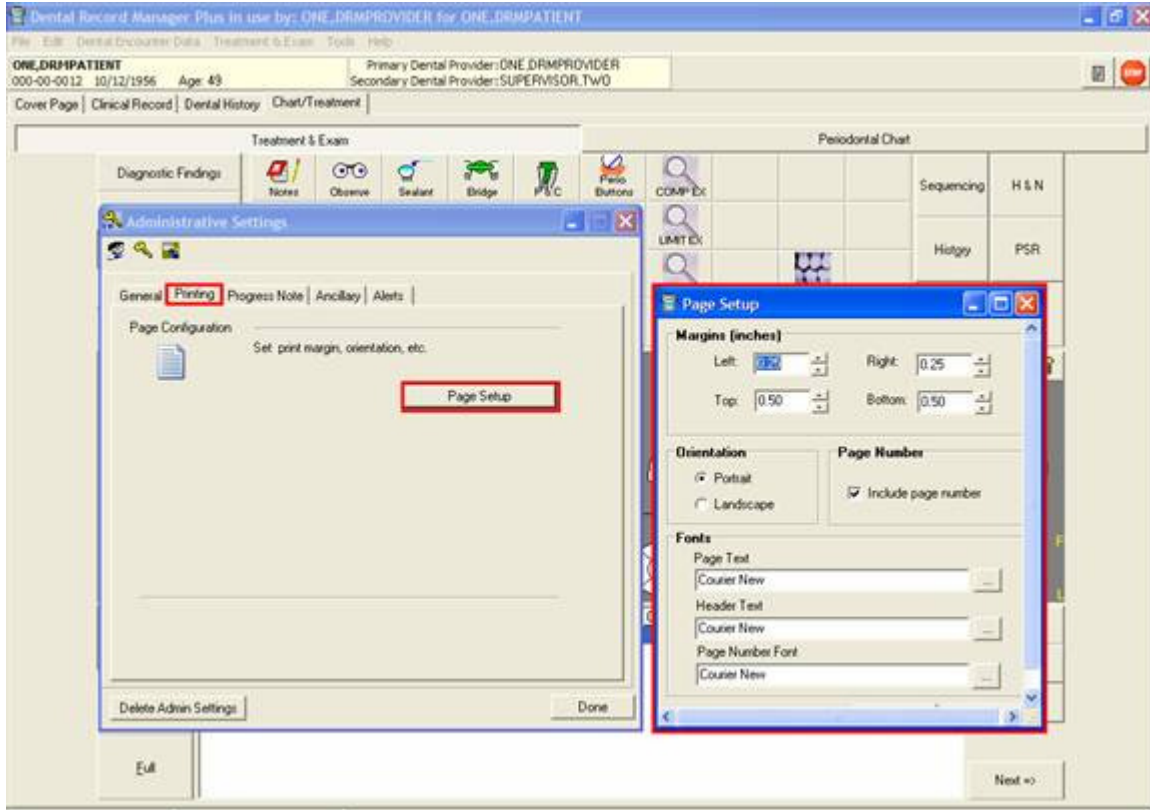 Dental Record Manager Plus in use by: ONE,DRMPROVIDER for ONE,DRMPATIENT
File Edit Dental Encounter Data Treatment & Exam Tools Help
ONE,DRMPATIENT Primary Dental Provider: ONE,DRMPROVIDER
000-00-0012 10/12/1956 Age: 49 Secondary Dental Provider: SUPERVISOR,TWO
Cover Page Clinical Record Dental History Chart/Treatment
Treatment & Exam Periodontal Chart
Diagnostic Findings
Notes Observe Sealant Bridge P & C Perio Buttons COMP EX
Sequencing H & N
LIMIT EX
History PSR
Administrative Settings
General Printing Progress Note Ancillary Alerts
Page Configuration
Set print margin, orientation, etc.
Page Setup
Delete Admin Settings Done
Page Setup
Margins (inches)
Left: 0.25 Right: 0.25
Top: 0.50 Bottom: 0.50
Orientation Page Number
Portrait
Include page number
Landscape
Fonts
Page Text
Courier New ...
Header Text
Courier New ...
Page Number Font
Courier New ...
Full
Next =>